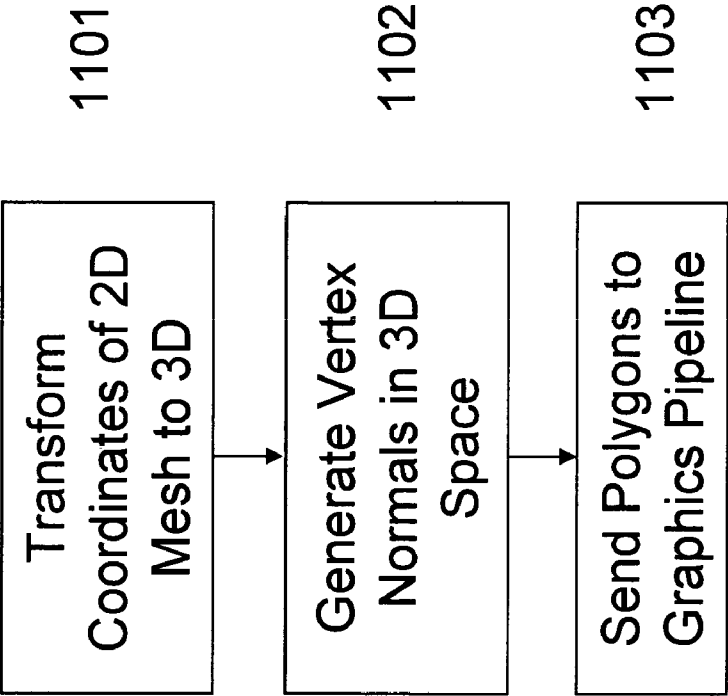 Transform
Coordinates of 2D
Mesh to 3D
1101
Generate Vertex
Normals in 3D
Space
1102
Send Polygons to
Graphics Pipeline
1103